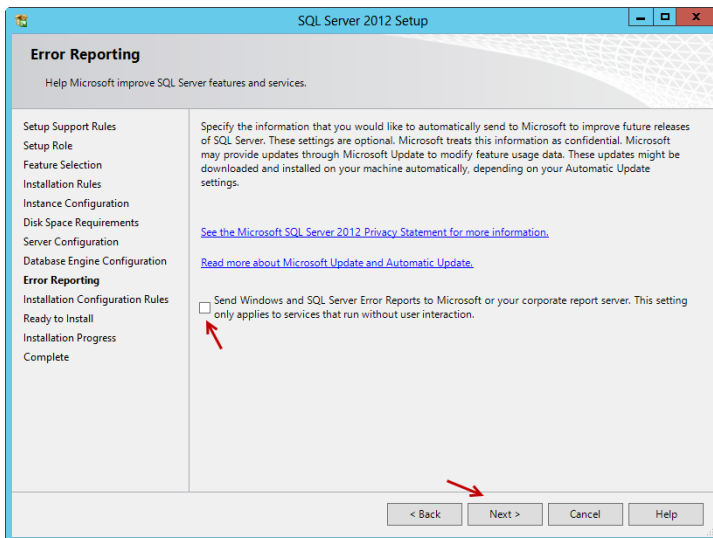 SQL Server 2012 Setup
Error Reporting
Help Microsoft improve SQL Server features and services.
Setup Support Rules
Setup Role
Feature Selection
Installation Rules
Instance Configuration
Disk Space Requirements
Server Configuration
Database Engine Configuration
Error Reporting
Installation Configuration Rules
Ready to Install
Installation Progress
Complete
Specify the information that you would like to automatically send to Microsoft to improve future releases
of SQL Server. These settings are optional. Microsoft treats this information as confidential. Microsoft
may provide updates through Microsoft Update to modify feature usage data. These updates might be
downloaded and installed on your machine automatically, depending on your Automatic Update
settings.
See the Microsoft SQL Server 2012 Privacy Statement for more information.
Read more about Microsoft Update and Automatic Update.
Send Windows and SQL Server Error Reports to Microsoft or your corporate report server. This setting
only applies to services that run without user interaction.
< Back
Next >
Cancel
Help